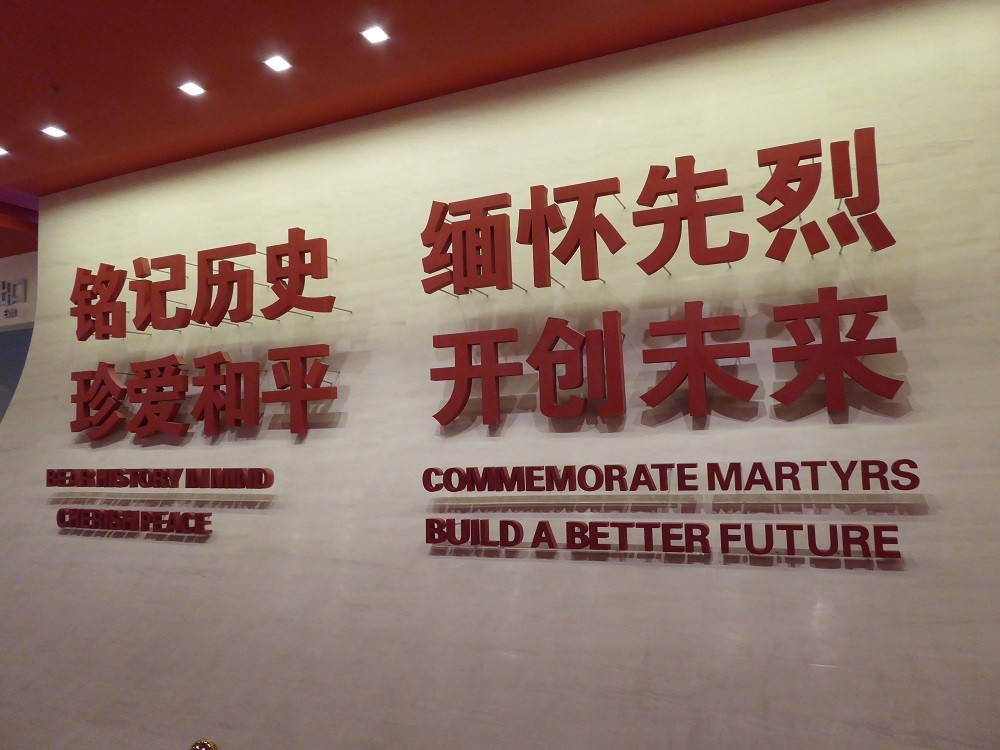 铭记历史 缅怀先烈
珍爱和平 开创未来
BEAR HISTORY IN MIND COMMEMORATE MARTYRS
CHERISH PEACE BUILD A BETTER FUTURE